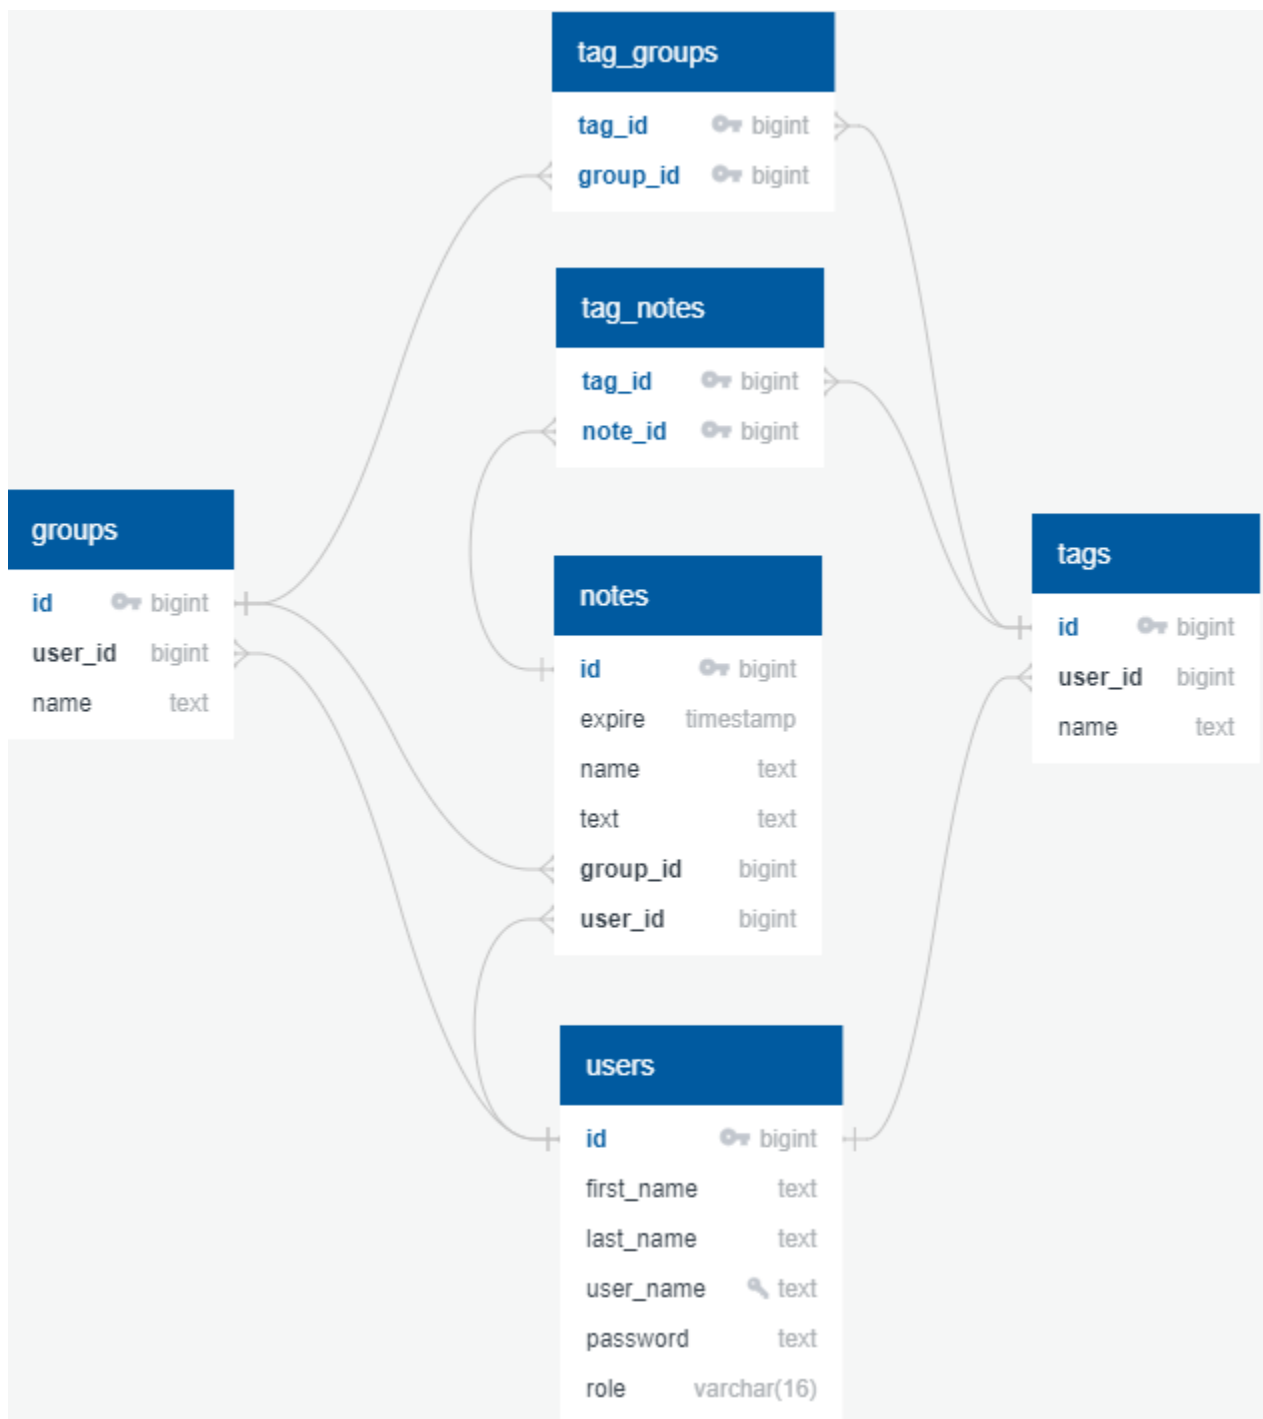 tag_groups
tag_id bigint
group_id bigint
tag_notes
tag_id bigint
note_id bigint
groups
id bigint
user_id bigint
name text
notes
id bigint
expire timestamp
name text
text text
group_id bigint
user_id bigint
tags
id bigint
user_id bigint
name text
users
id bigint
first_name text
last_name text
user_name text
password text
role varchar(16)